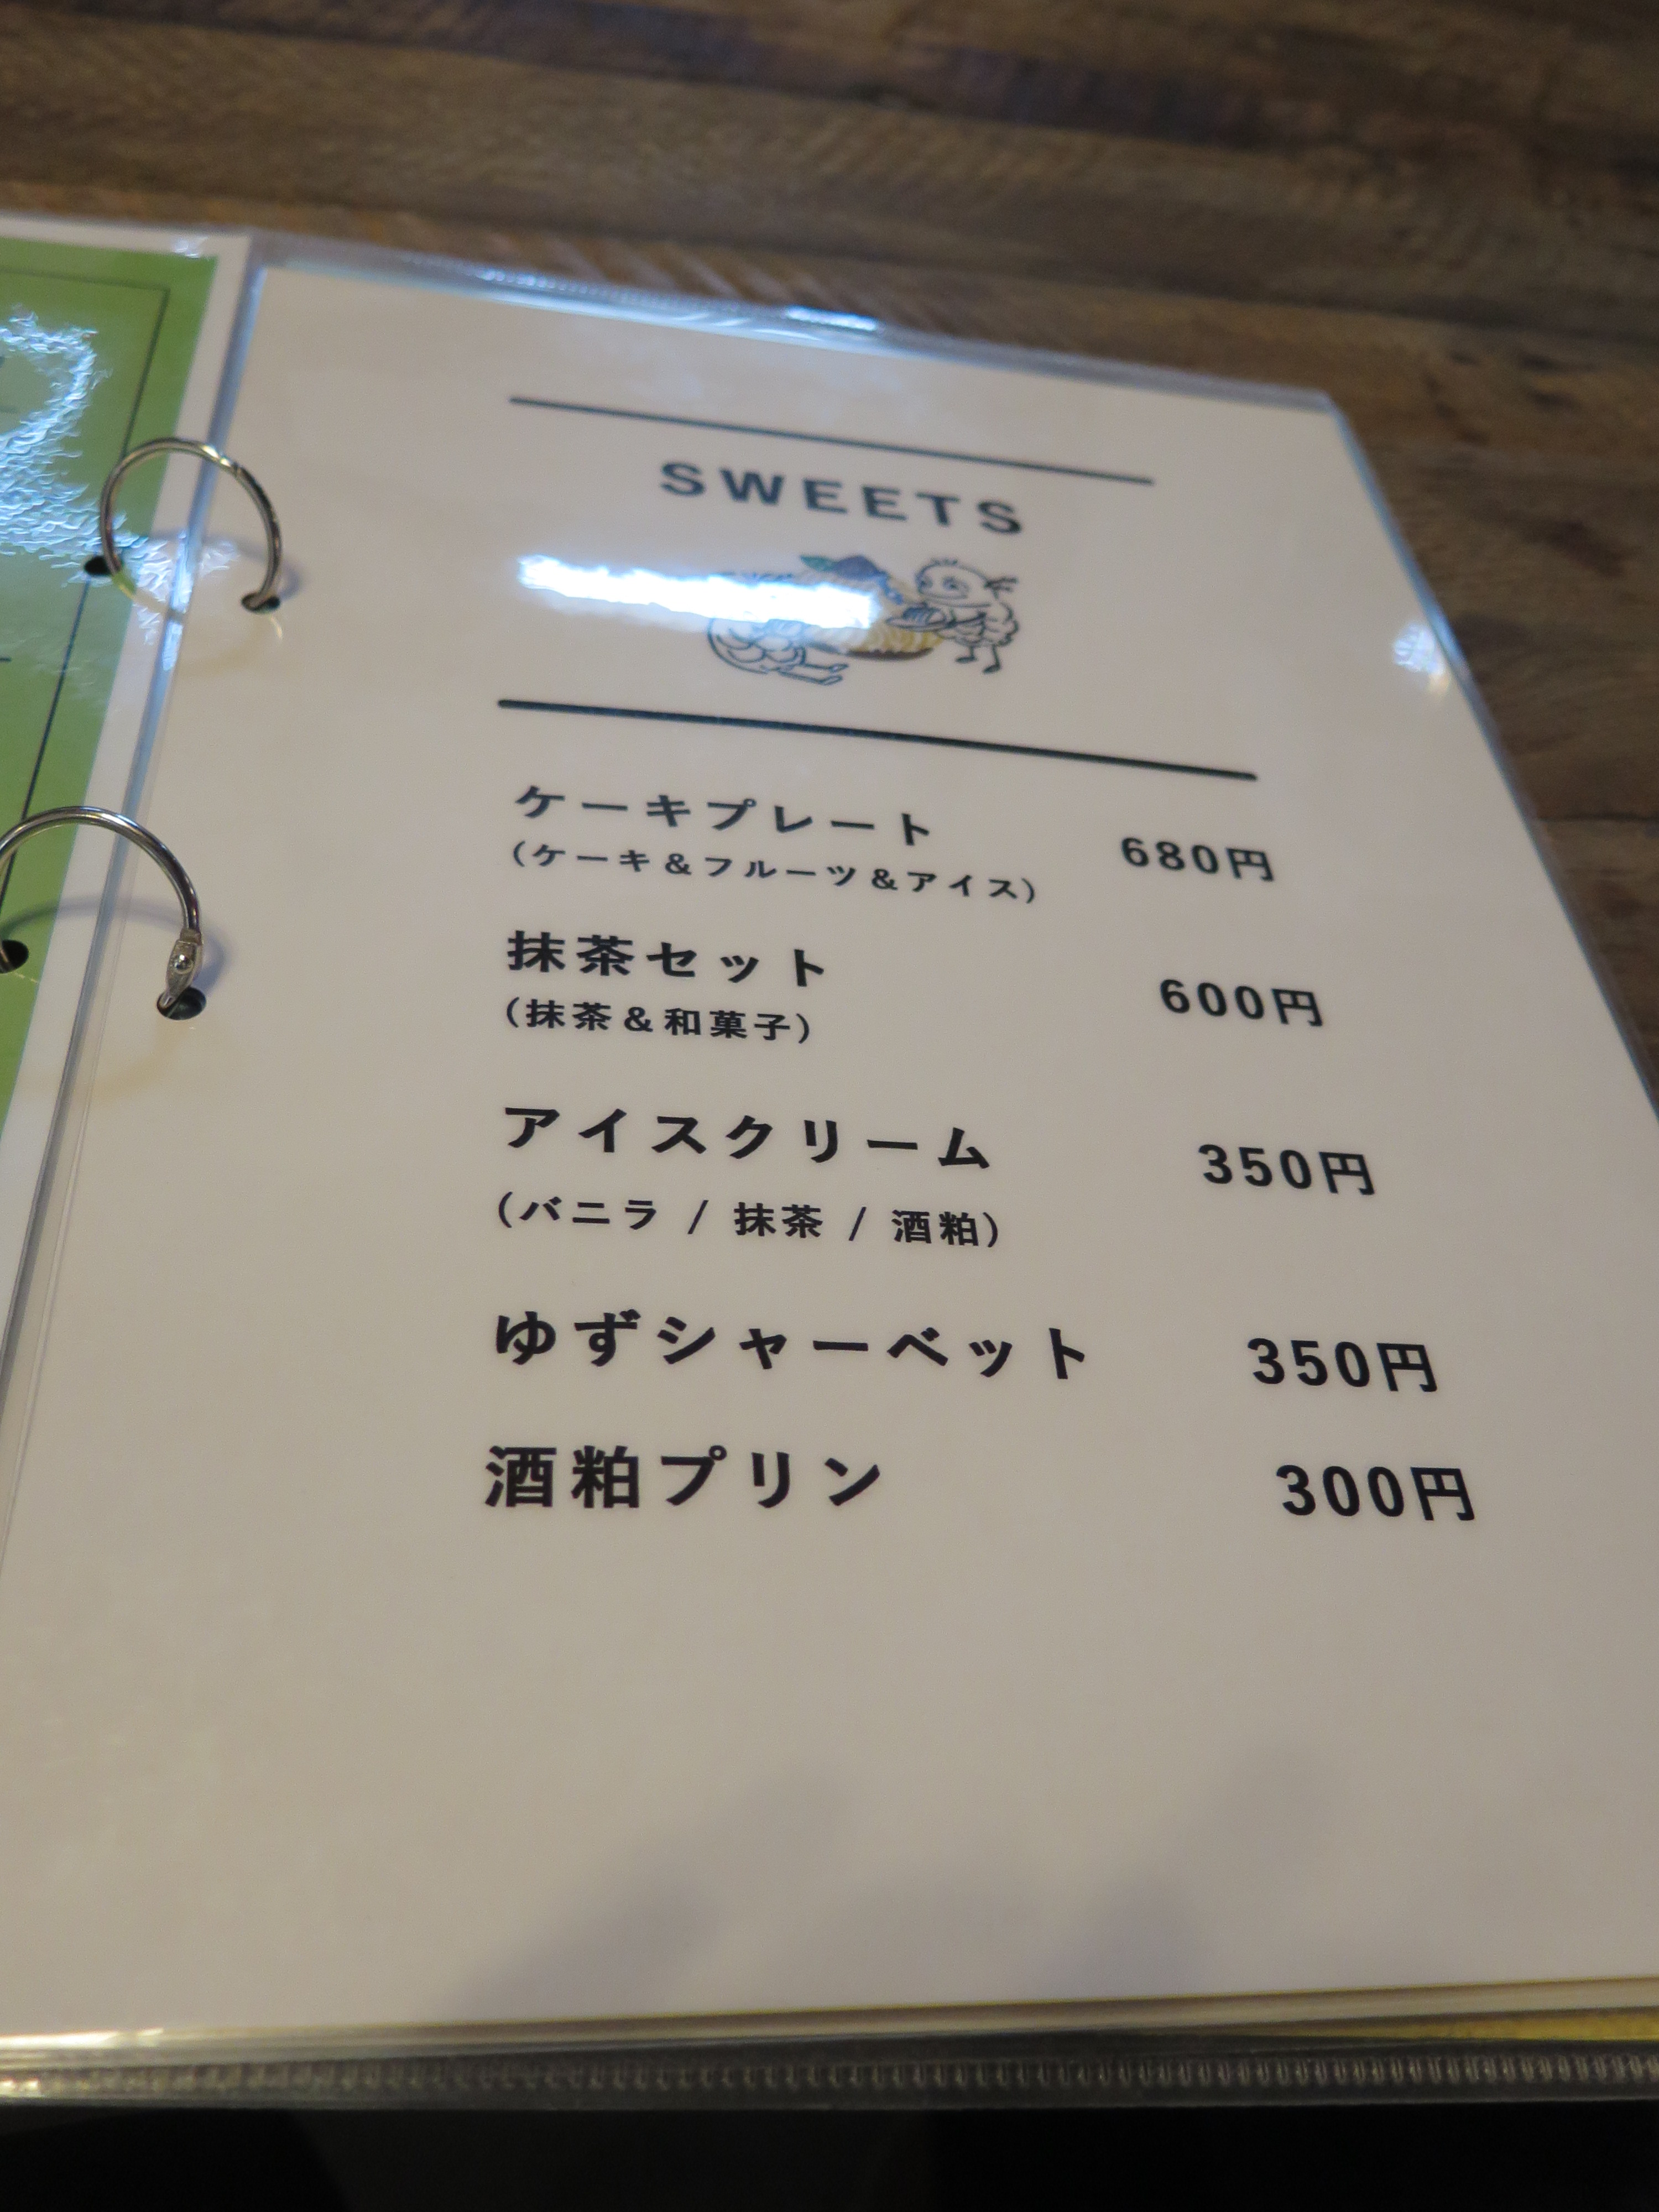 SWEETS
ケーキプレート 680円
(ケーキ&フルーツ&アイス)
抹茶セット 600円
(抹茶&和菓子)
アイスクリーム 350円
(バニラ / 抹茶 / 酒粕)
ゆずシャーベット 350円
酒粕プリン 300円